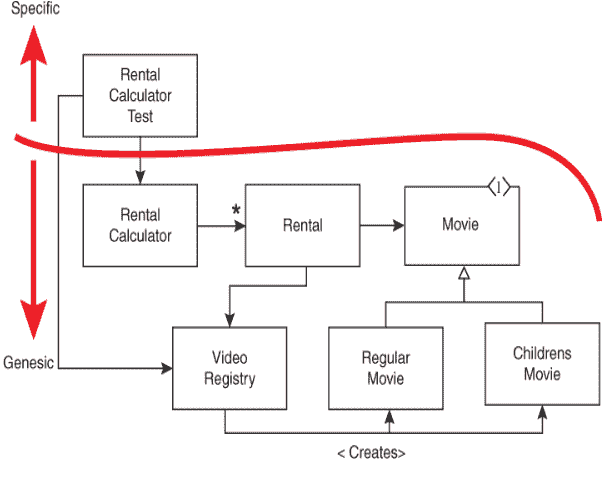 Specific
Rental
Calculator
Test
Rental
Calculator
*
Rental
Movie
<I>
Genesic
Video
Registry
Regular
Movie
Childrens
Movie
< Creates>